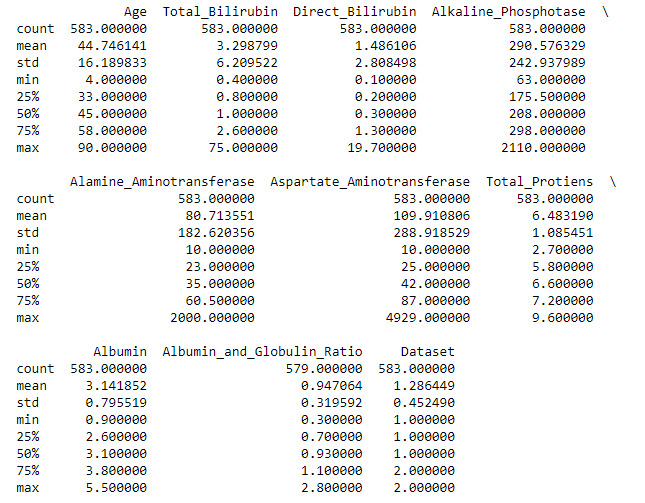 Age Total_Bilirubin Direct_Bilirubin Alkaline_Phosphotase \
count 583.000000 583.000000 583.000000 583.000000
mean 44.746141 3.298799 1.486106 290.576329
std 16.189833 6.209522 2.808498 242.937989
min 4.000000 0.400000 0.100000 63.000000
25% 33.000000 0.800000 0.200000 175.500000
50% 45.000000 1.000000 0.300000 208.000000
75% 58.000000 2.600000 1.300000 298.000000
max 90.000000 75.000000 19.700000 2110.000000
Alamine_Aminotransferase Aspartate_Aminotransferase Total_Protiens \
count 583.000000 583.000000 583.000000
mean 80.713551 109.910806 6.483190
std 182.620356 288.918529 1.085451
min 10.000000 10.000000 2.700000
25% 23.000000 25.000000 5.800000
50% 35.000000 42.000000 6.600000
75% 60.500000 87.000000 7.200000
max 2000.000000 4929.000000 9.600000
Albumin Albumin_and_Globulin_Ratio Dataset
count 583.000000 579.000000 583.000000
mean 3.141852 0.947064 1.286449
std 0.795519 0.319592 0.452490
min 0.900000 0.300000 1.000000
25% 2.600000 0.700000 1.000000
50% 3.100000 0.930000 1.000000
75% 3.800000 1.100000 2.000000
max 5.500000 2.800000 2.000000